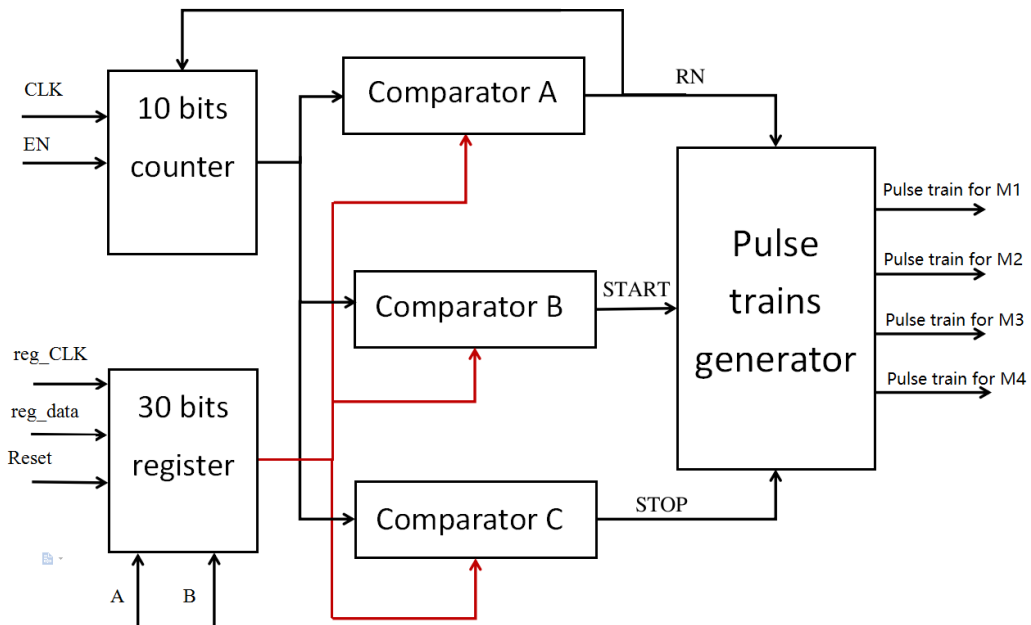 CLK
EN
10 bits
counter
Comparator A
RN
Comparator B
START
Pulse
trains
generator
Pulse train for M1
Pulse train for M2
Pulse train for M3
Pulse train for M4
reg_CLK
reg_data
Reset
30 bits
register
Comparator C
STOP
A
B